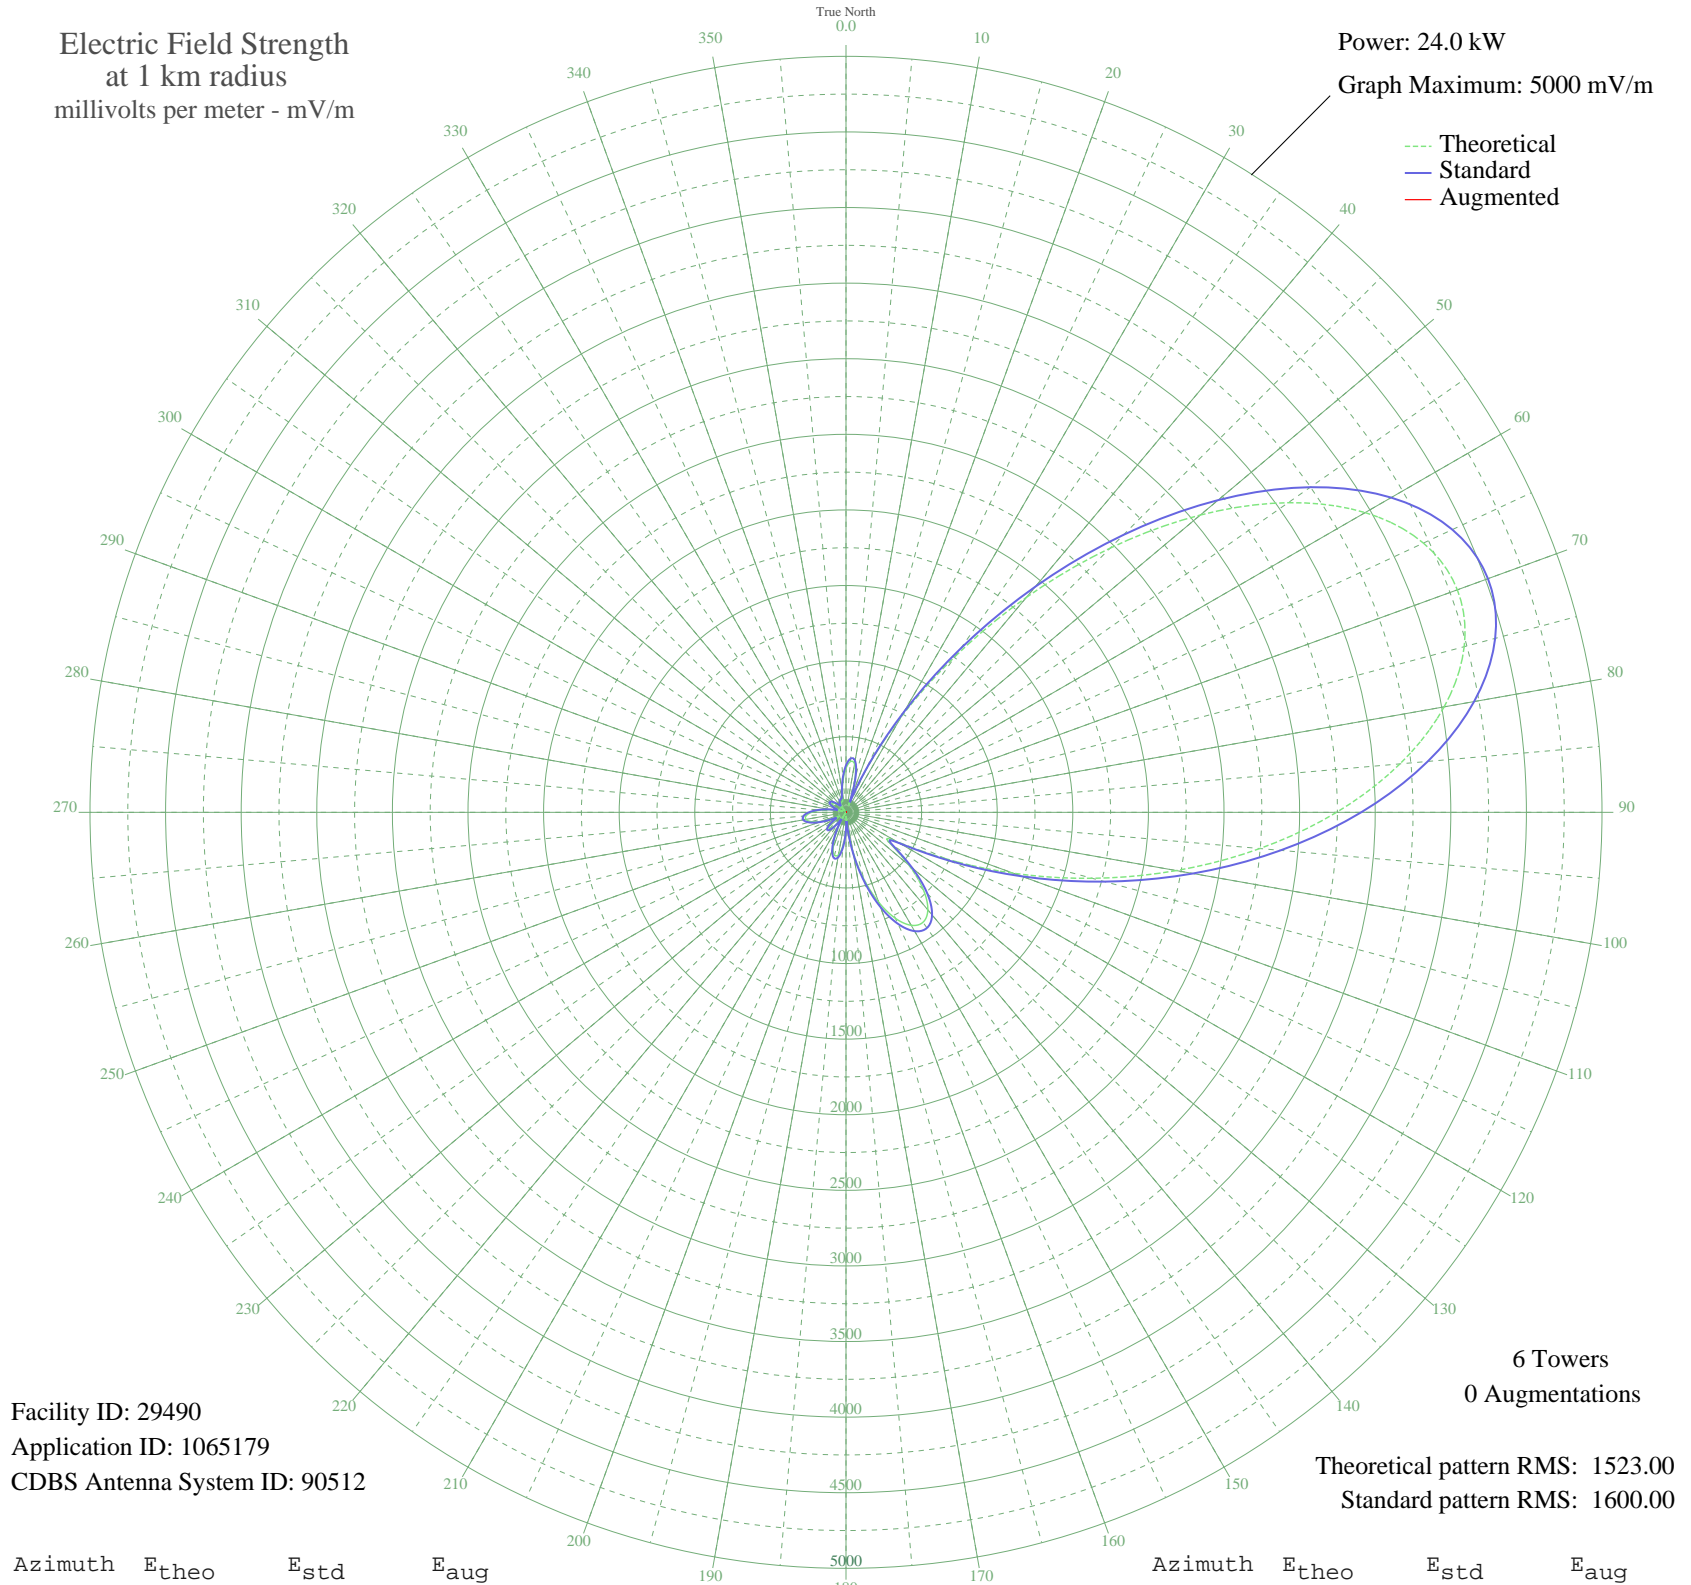 True North
0.0
Electric Field Strength
at 1 km radius
millivolts per meter - mV/m
Power: 24.0 kW
Graph Maximum: 5000 mV/m
Theoretical
Standard
Augmented
10
20
30
40
50
60
70
80
90
100
110
120
130
140
150
160
170
190
200
210
220
230
240
250
260
270
280
290
300
310
320
330
340
350
1000
1500
2000
2500
3000
3500
4000
4500
5000
6 Towers
0 Augmentations
Facility ID: 29490
Application ID: 1065179
CDBS Antenna System ID: 90512
Theoretical pattern RMS: 1523.00
Standard pattern RMS: 1600.00
Azimuth Etheo Estd Eaug
Azimuth Etheo Estd Eaug